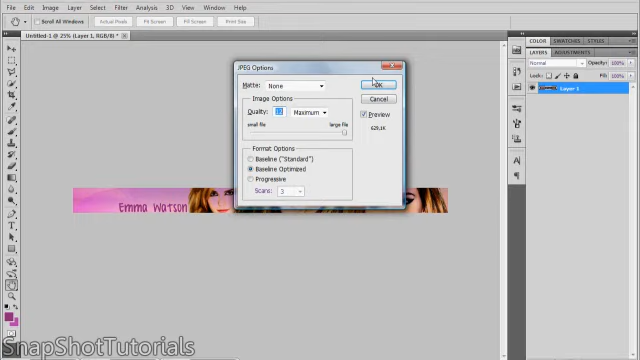 File Edit Image Layer Select Filter Analysis 3D View Window Help
Scroll All Windows Actual Pixels Fit Screen Fill Screen Print Size
Untitled-1 @ 25% (Layer 1, RGB/8) * x
COLOR SWATCHES STYLES
LAYERS ADJUSTMENTS
Normal Opacity: 100%
Lock: Fill: 100%
Layer 1
JPEG Options
Matte: None
OK
Cancel
Preview
629,1K
Image Options
Quality: 12 Maximum
small file large file
Format Options
Baseline ("Standard")
Baseline Optimized
Progressive
Scans: 3
Emma Watson
A
SnapShotTutorials